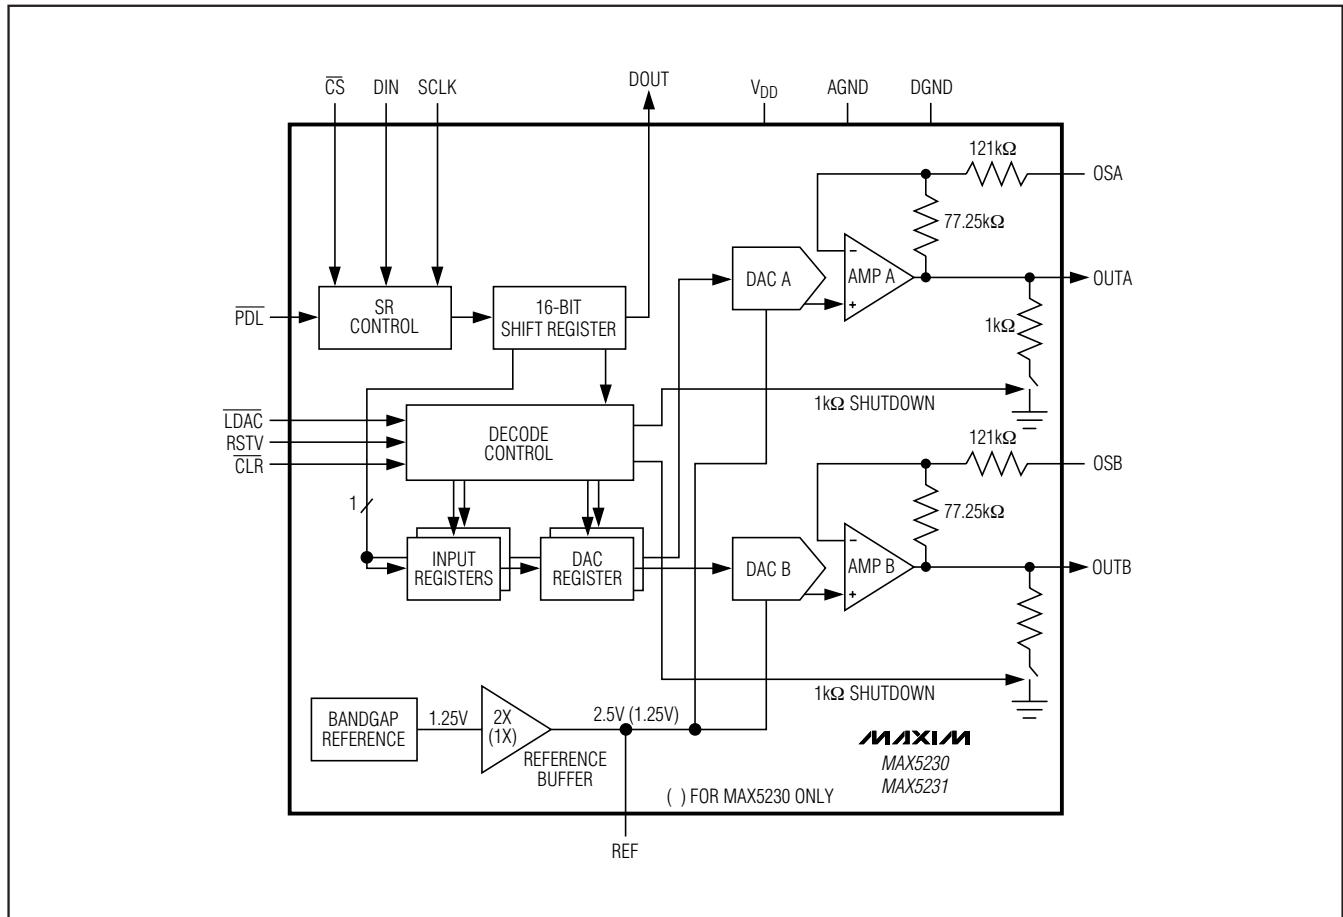 CS DIN SCLK DOUT VDD AGND DGND
121kΩ
OSA
77.25kΩ
DAC A
AMP A
−
+
OUTA
PDL
SR
CONTROL
16-BIT
SHIFT REGISTER
1kΩ
1kΩ SHUTDOWN
LDAC
RSTV
CLR
DECODE
CONTROL
121kΩ
OSB
77.25kΩ
1
INPUT
REGISTERS
DAC
REGISTER
DAC B
AMP B
−
+
OUTB
1kΩ SHUTDOWN
BANDGAP
REFERENCE
1.25V
2X
(1X)
2.5V (1.25V)
REFERENCE
BUFFER
MAXIM
MAX5230
MAX5231
( ) FOR MAX5230 ONLY
REF